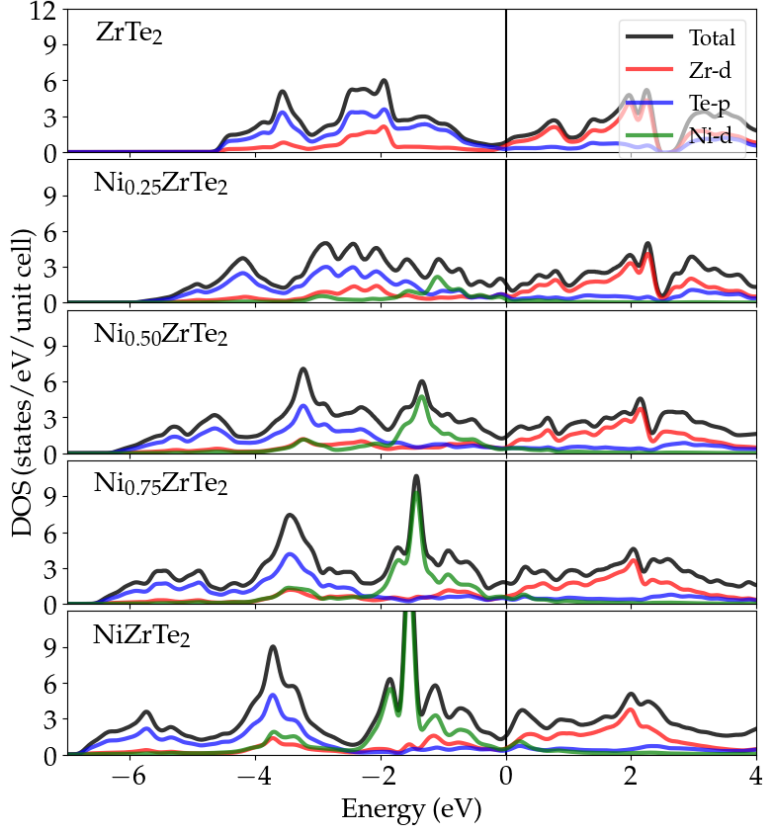 12
9
6
3
0
ZrTe₂
Total
Zr-d
Te-p
Ni-d
9
6
3
0
Ni₀.₂₅ZrTe₂
9
6
3
0
Ni₀.₅₀ZrTe₂
9
6
3
0
Ni₀.₇₅ZrTe₂
9
6
3
0
NiZrTe₂
DOS (states/eV/unit cell)
−6 −4 −2 0 2 4
Energy (eV)